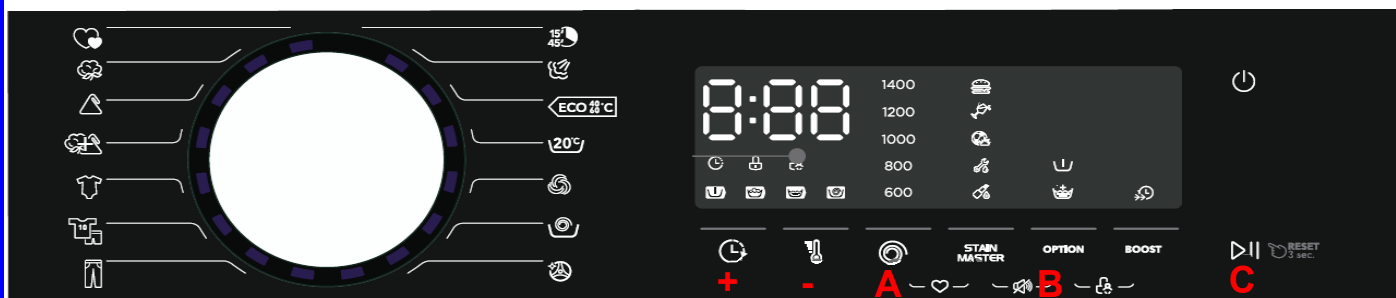 15' 45'
ECO 40 60 °C
20°C
10
8:88
1400
1200
1000
800
600
STAIN MASTER
OPTION
BOOST
RESET
3 sec.
+
-
A
B
C